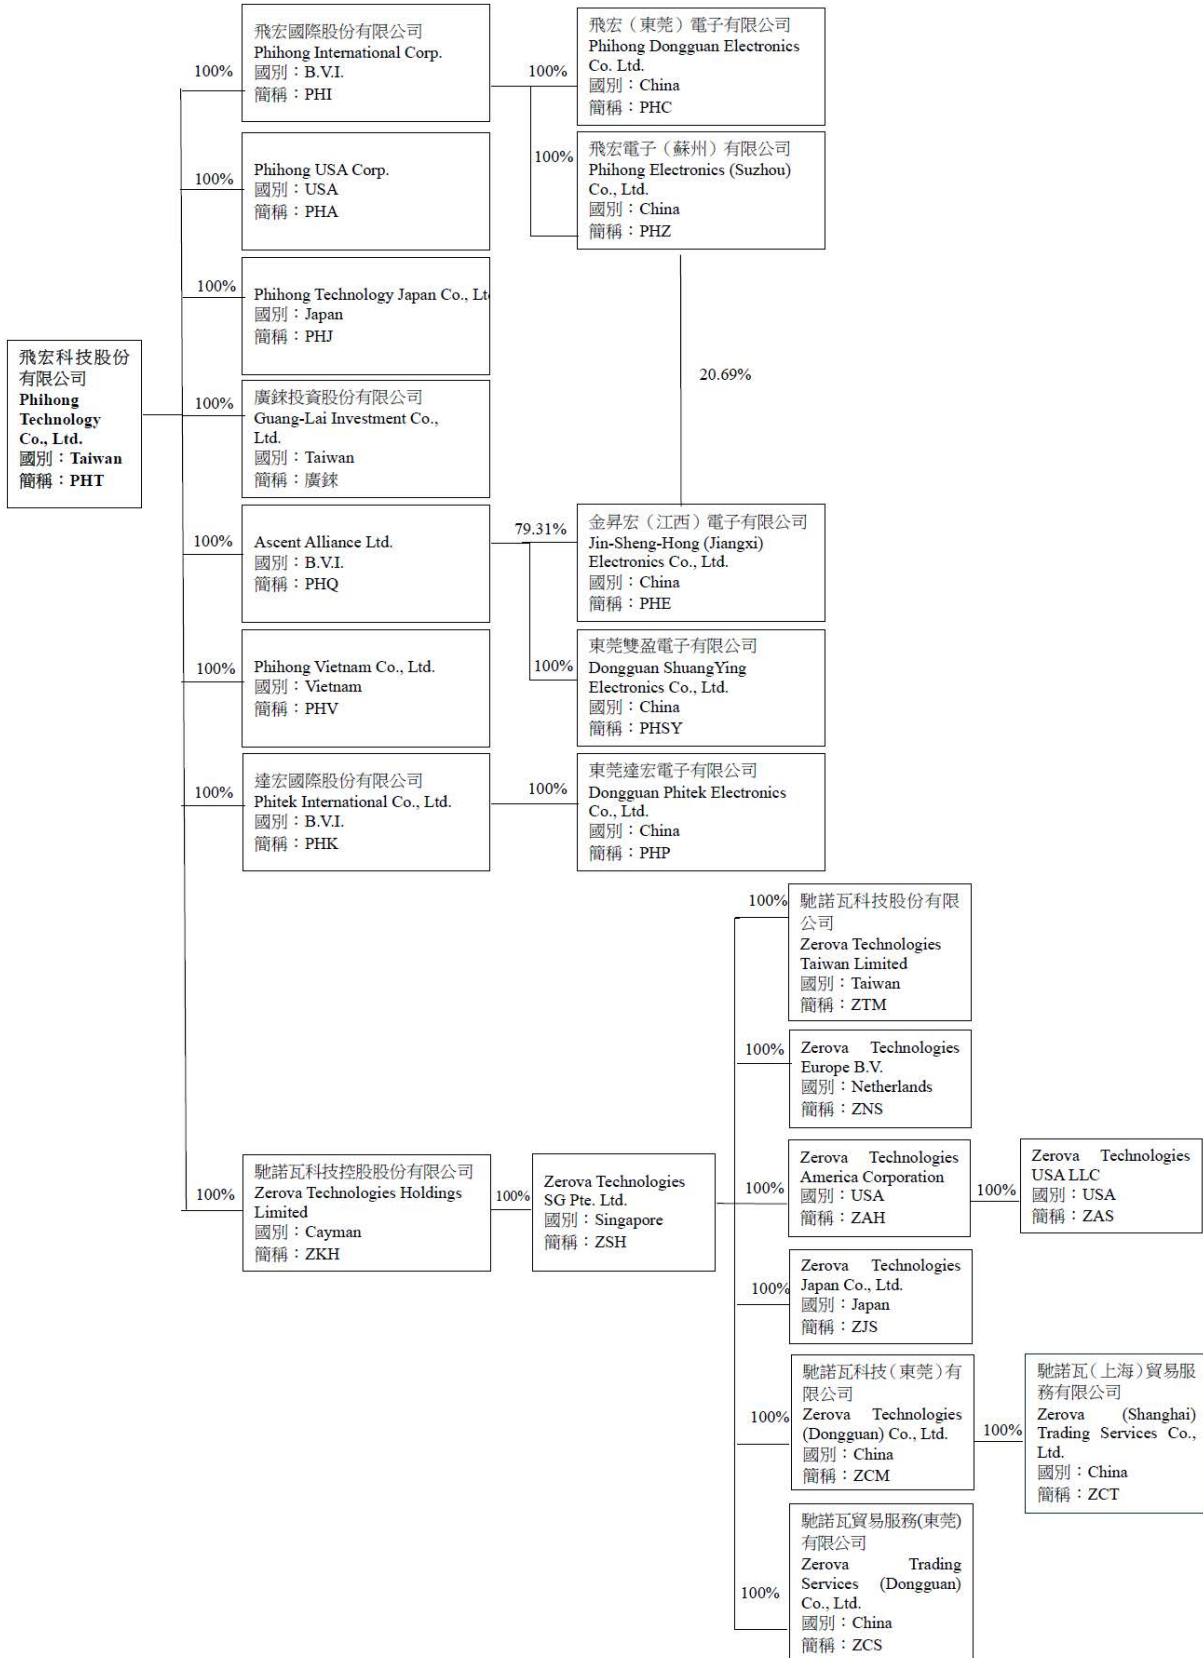 飛宏科技股份
有限公司
Phihong
Technology
Co., Ltd.
國別：Taiwan
簡稱：PHT
100%
飛宏國際股份有限公司
Phihong International Corp.
國別：B.V.I.
簡稱：PHI
100%
飛宏（東莞）電子有限公司
Phihong Dongguan Electronics
Co. Ltd.
國別：China
簡稱：PHC
100%
飛宏電子（蘇州）有限公司
Phihong Electronics (Suzhou)
Co., Ltd.
國別：China
簡稱：PHZ
100%
Phihong USA Corp.
國別：USA
簡稱：PHA
100%
Phihong Technology Japan Co., Lt
國別：Japan
簡稱：PHJ
20.69%
100%
廣錸投資股份有限公司
Guang-Lai Investment Co.,
Ltd.
國別：Taiwan
簡稱：廣錸
100%
Ascent Alliance Ltd.
國別：B.V.I.
簡稱：PHQ
79.31%
金昇宏（江西）電子有限公司
Jin-Sheng-Hong (Jiangxi)
Electronics Co., Ltd.
國別：China
簡稱：PHE
100%
東莞雙盈電子有限公司
Dongguan ShuangYing
Electronics Co., Ltd.
國別：China
簡稱：PHSY
100%
Phihong Vietnam Co., Ltd.
國別：Vietnam
簡稱：PHV
100%
達宏國際股份有限公司
Phitek International Co., Ltd.
國別：B.V.I.
簡稱：PHK
100%
東莞達宏電子有限公司
Dongguan Phitek Electronics
Co., Ltd.
國別：China
簡稱：PHP
100%
馳諾瓦科技控股股份有限公司
Zerova Technologies Holdings
Limited
國別：Cayman
簡稱：ZKH
100%
Zerova Technologies
SG Pte. Ltd.
國別：Singapore
簡稱：ZSH
100%
馳諾瓦科技股份有限
公司
Zerova Technologies
Taiwan Limited
國別：Taiwan
簡稱：ZTM
100%
Zerova Technologies
Europe B.V.
國別：Netherlands
簡稱：ZNS
100%
Zerova Technologies
America Corporation
國別：USA
簡稱：ZAH
100%
Zerova Technologies
USA LLC
國別：USA
簡稱：ZAS
100%
Zerova Technologies
Japan Co., Ltd.
國別：Japan
簡稱：ZJS
100%
馳諾瓦科技（東莞）有
限公司
Zerova Technologies
(Dongguan) Co., Ltd.
國別：China
簡稱：ZCM
100%
馳諾瓦（上海）貿易服
務有限公司
Zerova (Shanghai)
Trading Services Co.,
Ltd.
國別：China
簡稱：ZCT
100%
馳諾瓦貿易服務(東莞)
有限公司
Zerova Trading
Services (Dongguan)
Co., Ltd.
國別：China
簡稱：ZCS